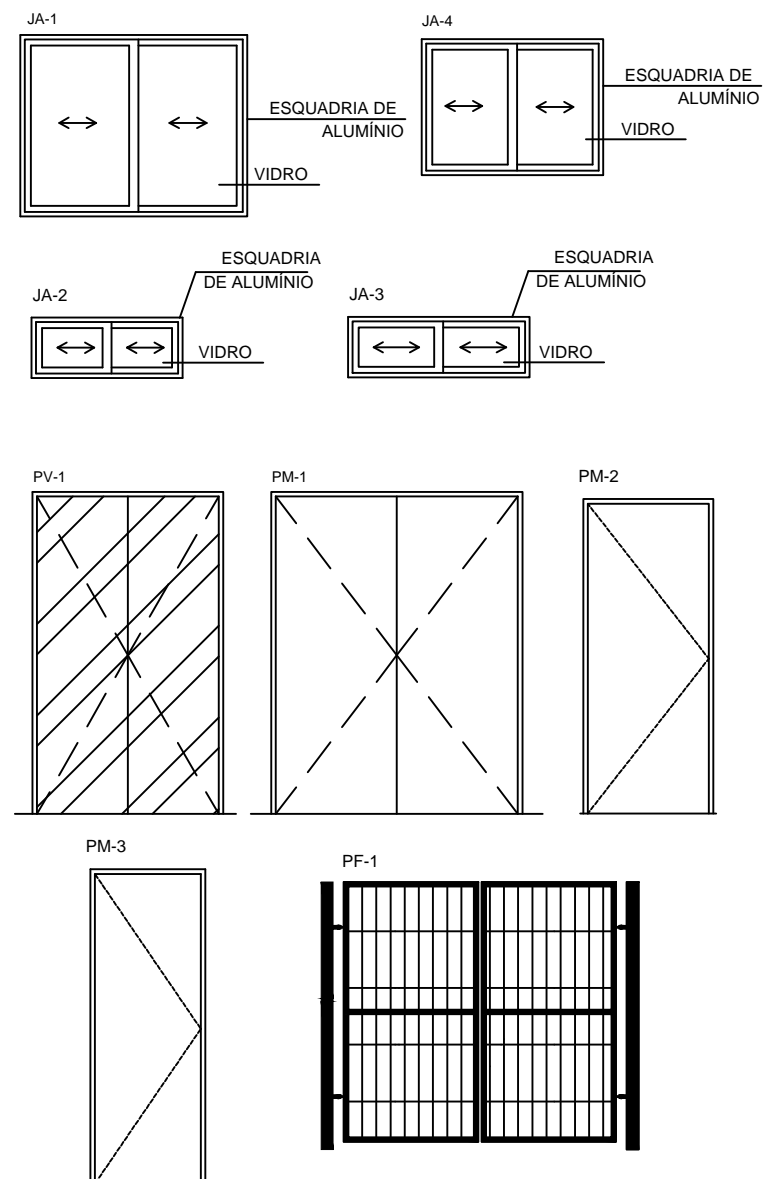 JA-1
ESQUADRIA DE
ALUMÍNIO
VIDRO
JA-4
ESQUADRIA DE
ALUMÍNIO
VIDRO
JA-2
ESQUADRIA
DE ALUMÍNIO
VIDRO
JA-3
ESQUADRIA
DE ALUMÍNIO
VIDRO
PV-1
PM-1
PM-2
PM-3
PF-1